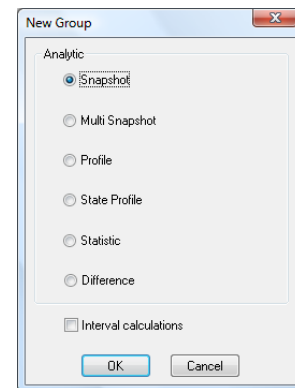 New Group
Analytic
Snapshot
Multi Snapshot
Profile
State Profile
Statistic
Difference
Interval calculations
OK
Cancel